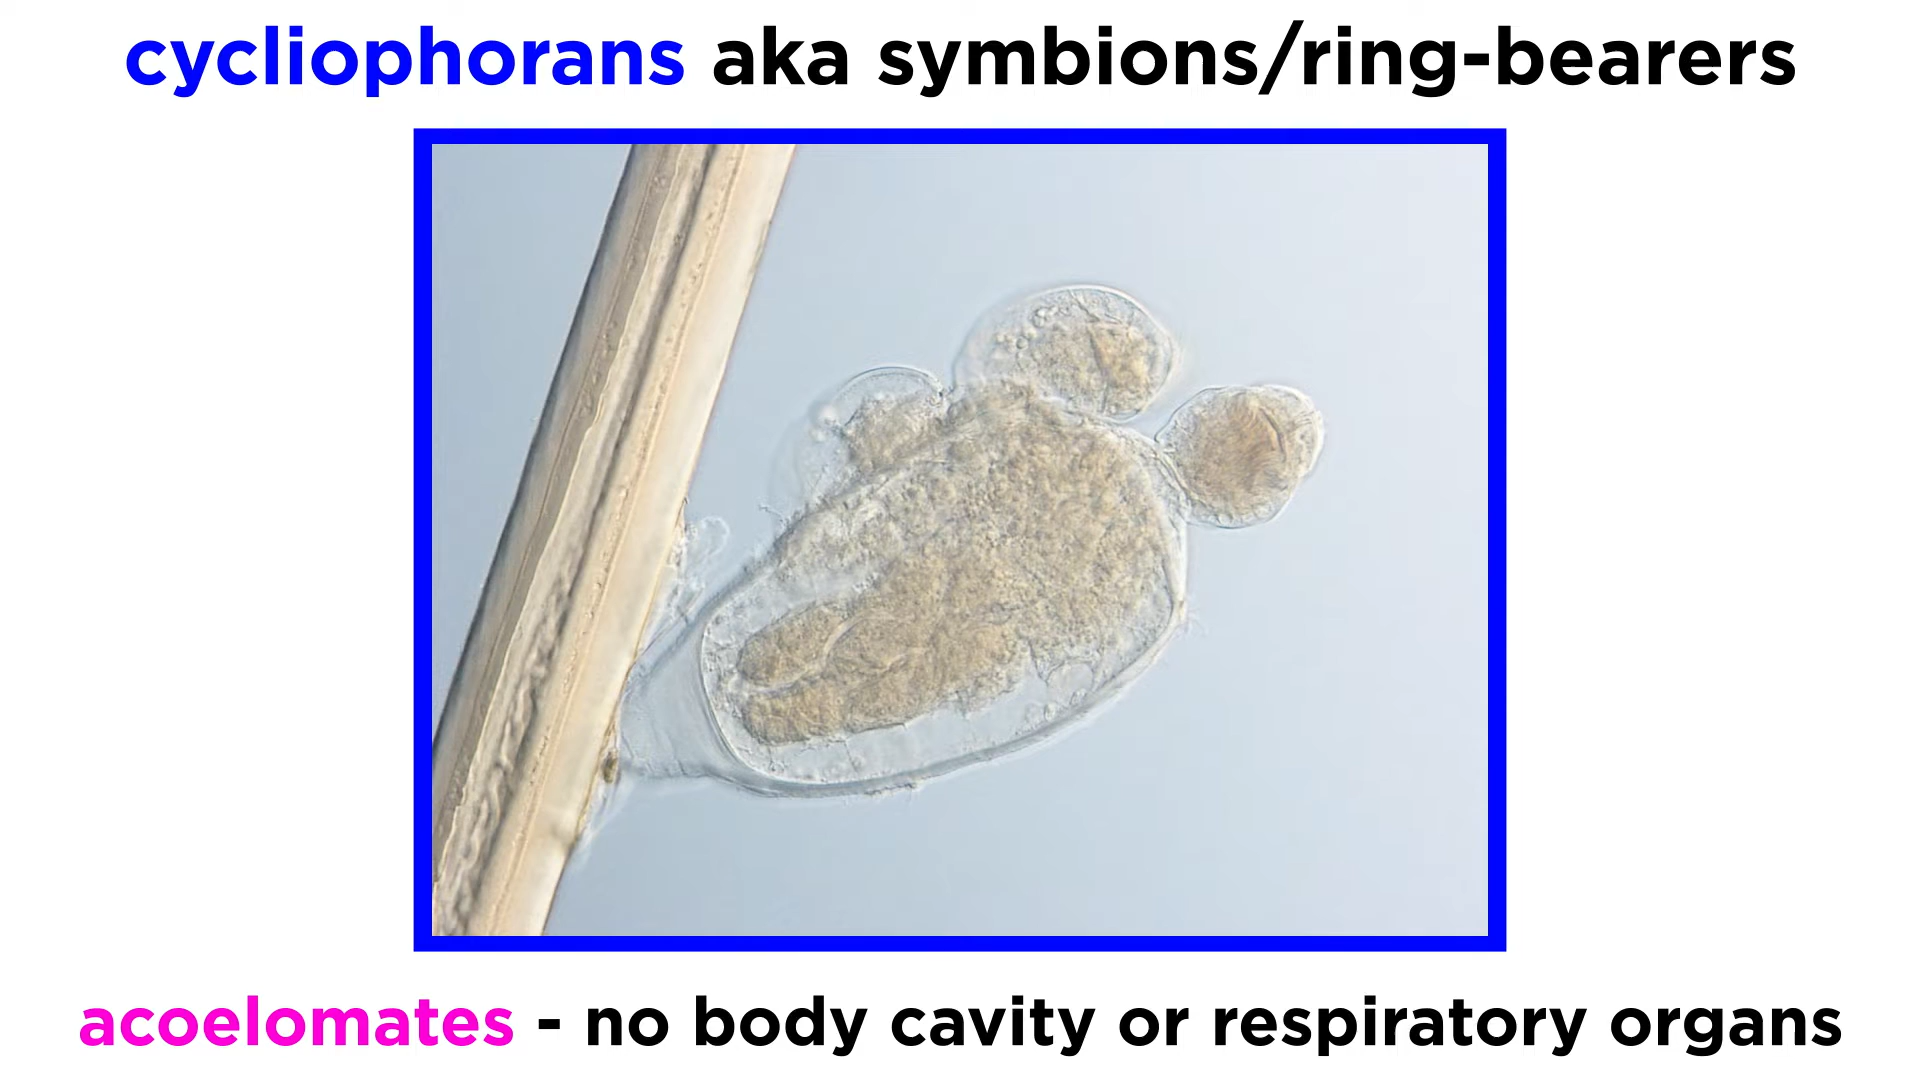 cycliophorans aka symbions/ring-bearers
acoelomates - no body cavity or respiratory organs